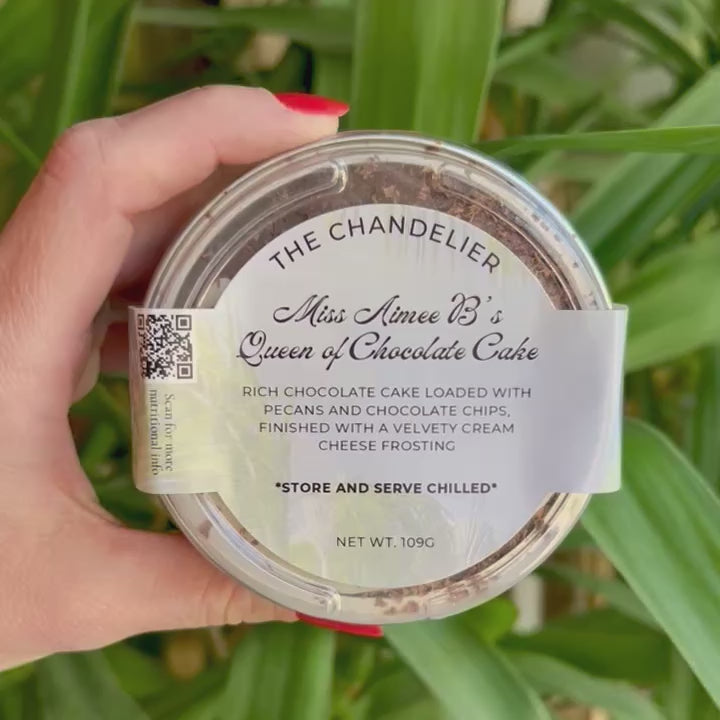 THE CHANDELIER
Miss Aimee B's
Queen of Chocolate Cake
RICH CHOCOLATE CAKE LOADED WITH
PECANS AND CHOCOLATE CHIPS,
FINISHED WITH A VELVETY CREAM
CHEESE FROSTING
*STORE AND SERVE CHILLED*
NET WT. 109G
Scan for more
nutritional info